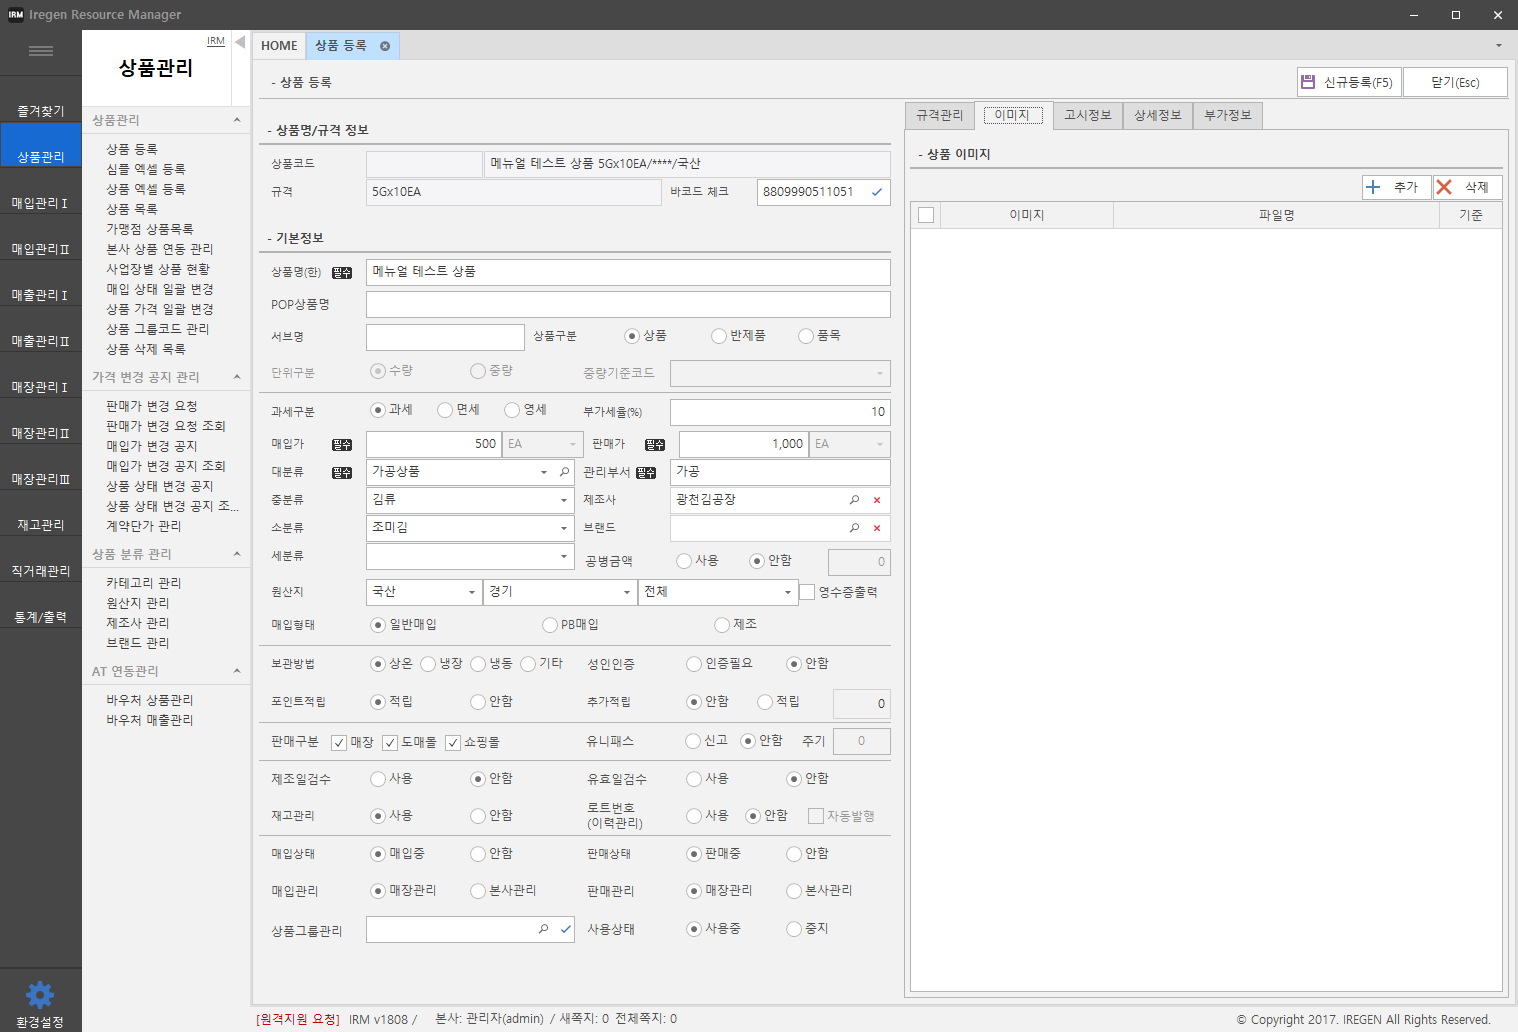 IRM Iregen Resource Manager
즐겨찾기
상품관리
매입관리Ⅰ
매입관리Ⅱ
매출관리Ⅰ
매출관리Ⅱ
매장관리Ⅰ
매장관리Ⅱ
매장관리Ⅲ
재고관리
직거래관리
통계/출력
환경설정
IRM
상품관리
상품관리
상품 등록
심플 엑셀 등록
상품 엑셀 등록
상품 목록
가맹점 상품목록
본사 상품 연동 관리
사업장별 상품 현황
매입 상태 일괄 변경
상품 가격 일괄 변경
상품 그룹코드 관리
상품 삭제 목록
가격 변경 공지 관리
판매가 변경 요청
판매가 변경 요청 조회
매입가 변경 공지
매입가 변경 공지 조회
상품 상태 변경 공지
상품 상태 변경 공지 조...
계약단가 관리
상품 분류 관리
카테고리 관리
원산지 관리
제조사 관리
브랜드 관리
AT 연동관리
바우처 상품관리
바우처 매출관리
HOME 상품 등록
- 상품 등록
신규등록(F5) 닫기(Esc)
- 상품명/규격 정보
상품코드 메뉴얼 테스트 상품 5Gx10EA/****/국산
규격 5Gx10EA 바코드 체크 8809990511051
- 기본정보
상품명(한) 필수 메뉴얼 테스트 상품
POP상품명
서브명 상품구분 상품 반제품 품목
단위구분 수량 중량 중량기준코드
과세구분 과세 면세 영세 부가세율(%) 10
매입가 필수 500 EA 판매가 필수 1,000 EA
대분류 필수 가공상품 관리부서 필수 가공
중분류 김류 제조사 광천김공장
소분류 조미김 브랜드
세분류 공병금액 사용 안함 0
원산지 국산 경기 전체 영수증출력
매입형태 일반매입 PB매입 제조
보관방법 상온 냉장 냉동 기타 성인인증 인증필요 안함
포인트적립 적립 안함 추가적립 안함 적립 0
판매구분 매장 도매몰 쇼핑몰 유니패스 신고 안함 주기 0
제조일검수 사용 안함 유효일검수 사용 안함
재고관리 사용 안함 로트번호 (이력관리) 사용 안함 자동발행
매입상태 매입중 안함 판매상태 판매중 안함
매입관리 매장관리 본사관리 판매관리 매장관리 본사관리
상품그룹관리 사용상태 사용중 중지
규격관리 이미지 고시정보 상세정보 부가정보
- 상품 이미지
추가 삭제
이미지 파일명 기준
[원격지원 요청] IRM v1808 / 본사: 관리자(admin) / 새쪽지: 0 전체쪽지: 0
© Copyright 2017. IREGEN All Rights Reserved.